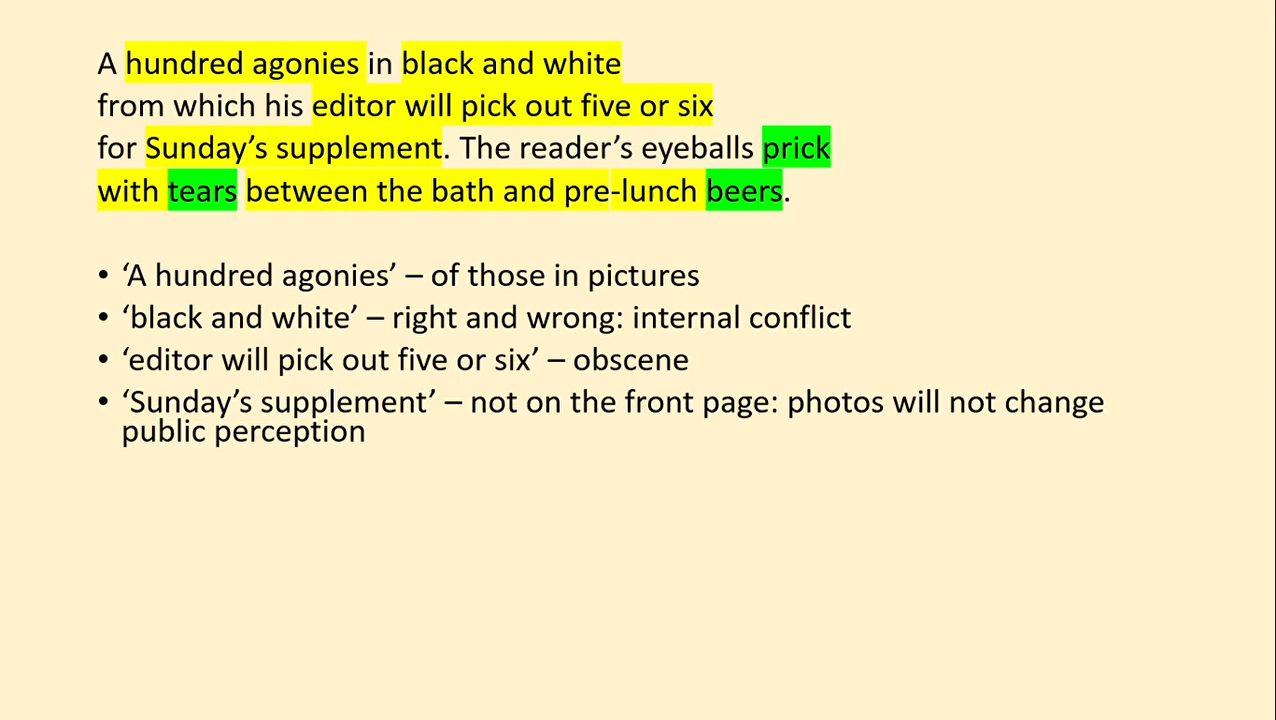 A hundred agonies in black and white
from which his editor will pick out five or six
for Sunday’s supplement. The reader’s eyeballs prick
with tears between the bath and pre-lunch beers.
• ‘A hundred agonies’ – of those in pictures
• ‘black and white’ – right and wrong: internal conflict
• ‘editor will pick out five or six’ – obscene
• ‘Sunday’s supplement’ – not on the front page: photos will not change
public perception